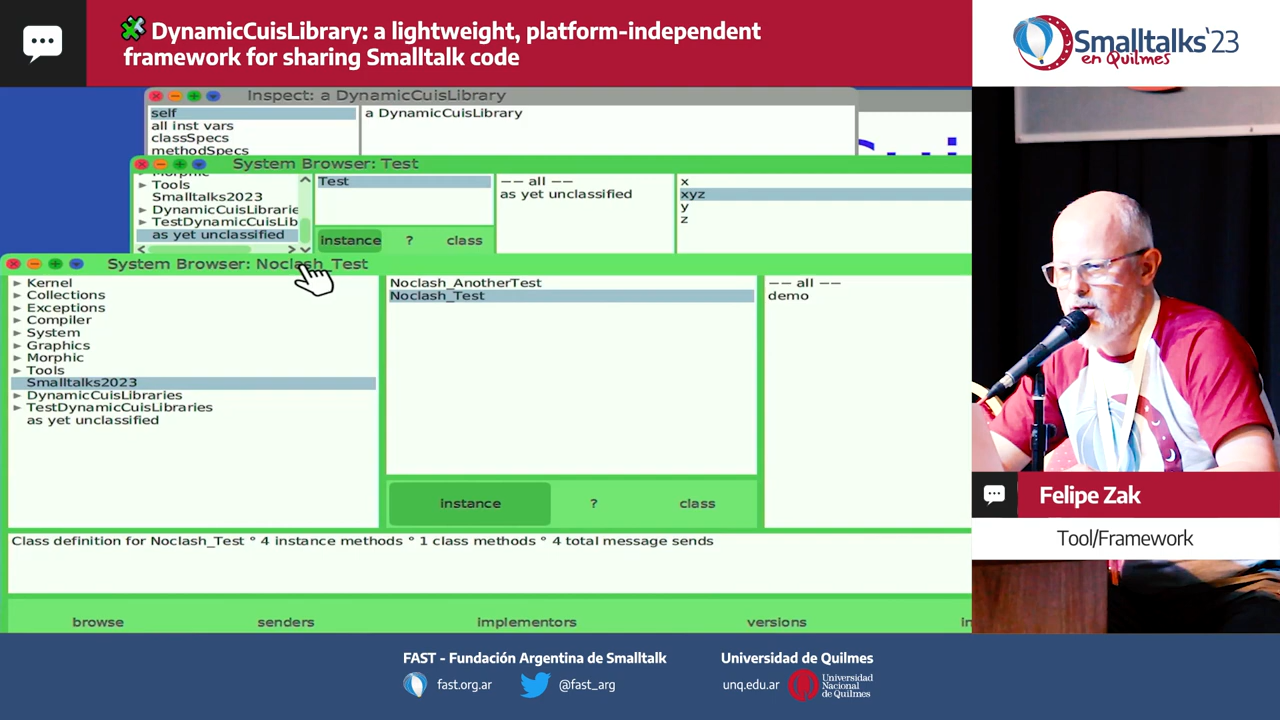 DynamicCuisLibrary: a lightweight, platform-independent
framework for sharing Smalltalk code
Smalltalks'23
en Quilmes
Inspect: a DynamicCuisLibrary
self
all inst vars
classSpecs
methodSpecs
a DynamicCuisLibrary
System Browser: Test
Tools
Smalltalks2023
DynamicCuisLibrarie
TestDynamicCuisLib
as yet unclassified
Test
instance ? class
-- all --
as yet unclassified
x
xyz
y
z
System Browser: Noclash_Test
Kernel
Collections
Exceptions
Compiler
System
Graphics
Morphic
Tools
Smalltalks2023
DynamicCuisLibraries
TestDynamicCuisLibraries
as yet unclassified
Noclash_AnotherTest
Noclash_Test
instance ? class
-- all --
demo
Class definition for Noclash_Test ° 4 instance methods ° 1 class methods ° 4 total message sends
browse senders implementors versions
Felipe Zak
Tool/Framework
FAST - Fundación Argentina de Smalltalk
fast.org.ar @fast_arg
Universidad de Quilmes
unq.edu.ar
Universidad
Nacional
de Quilmes